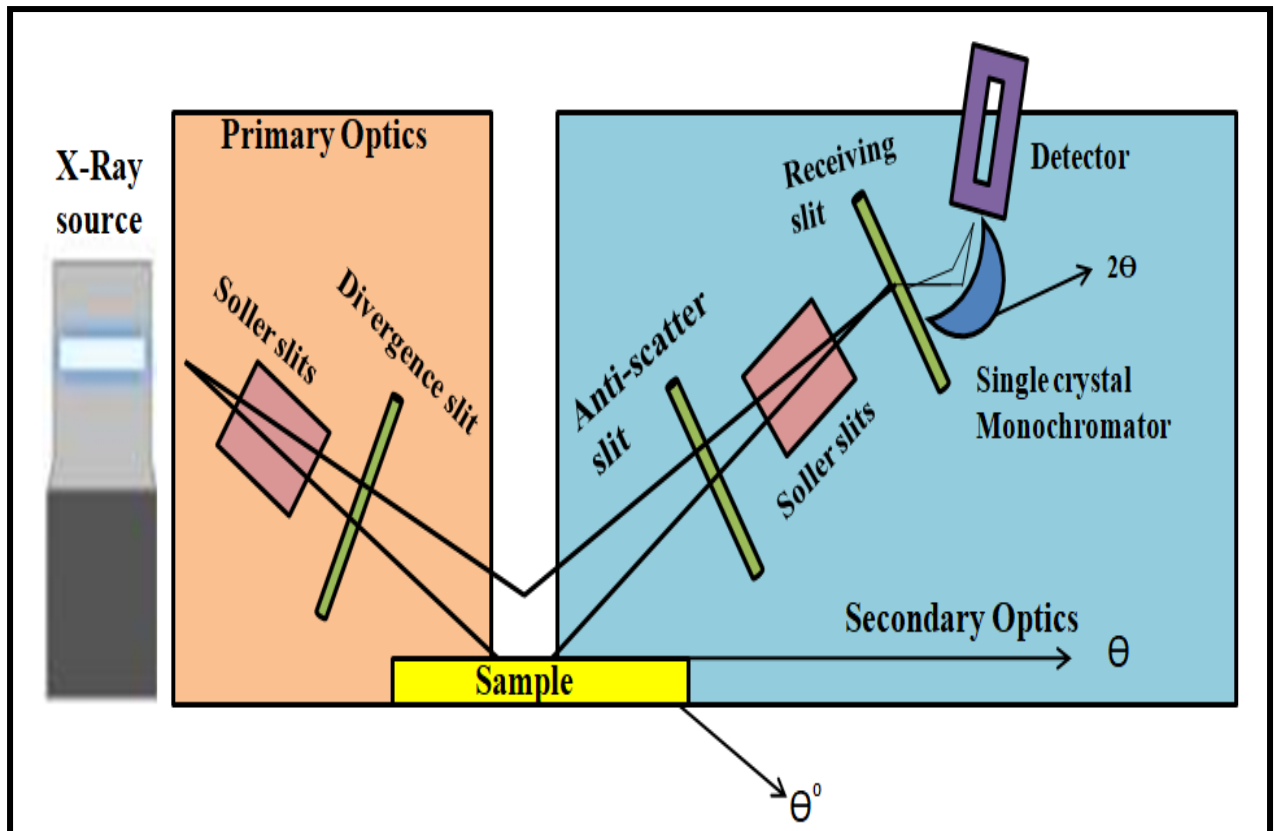 Primary Optics
X-Ray
source
Soller slits
Divergence slit
Anti-scatter
slit
Soller slits
Receiving
slit
Detector
2Θ
Single crystal
Monochromator
Secondary Optics
Θ
Sample
Θ⁰